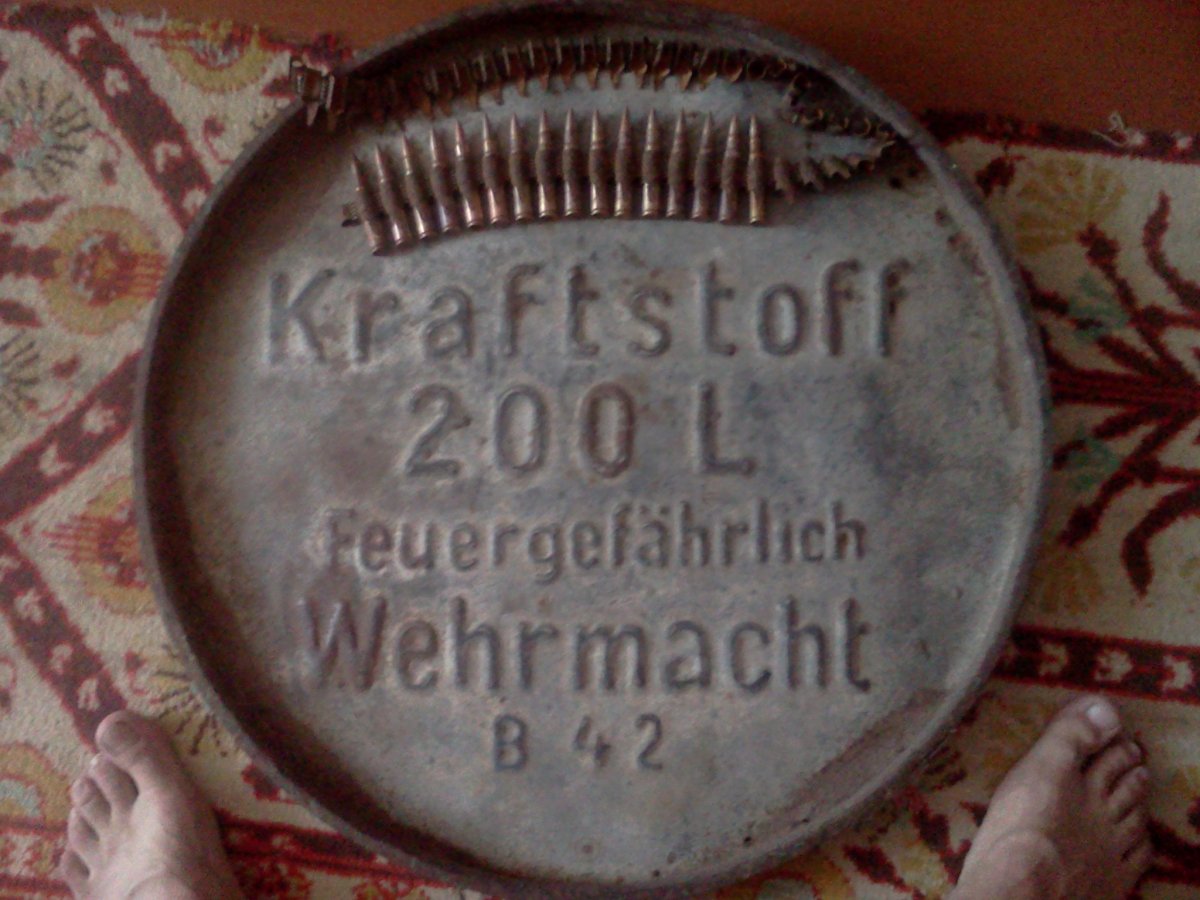 Kraftstoff
200 L
Feuergefährlich
Wehrmacht
B 42